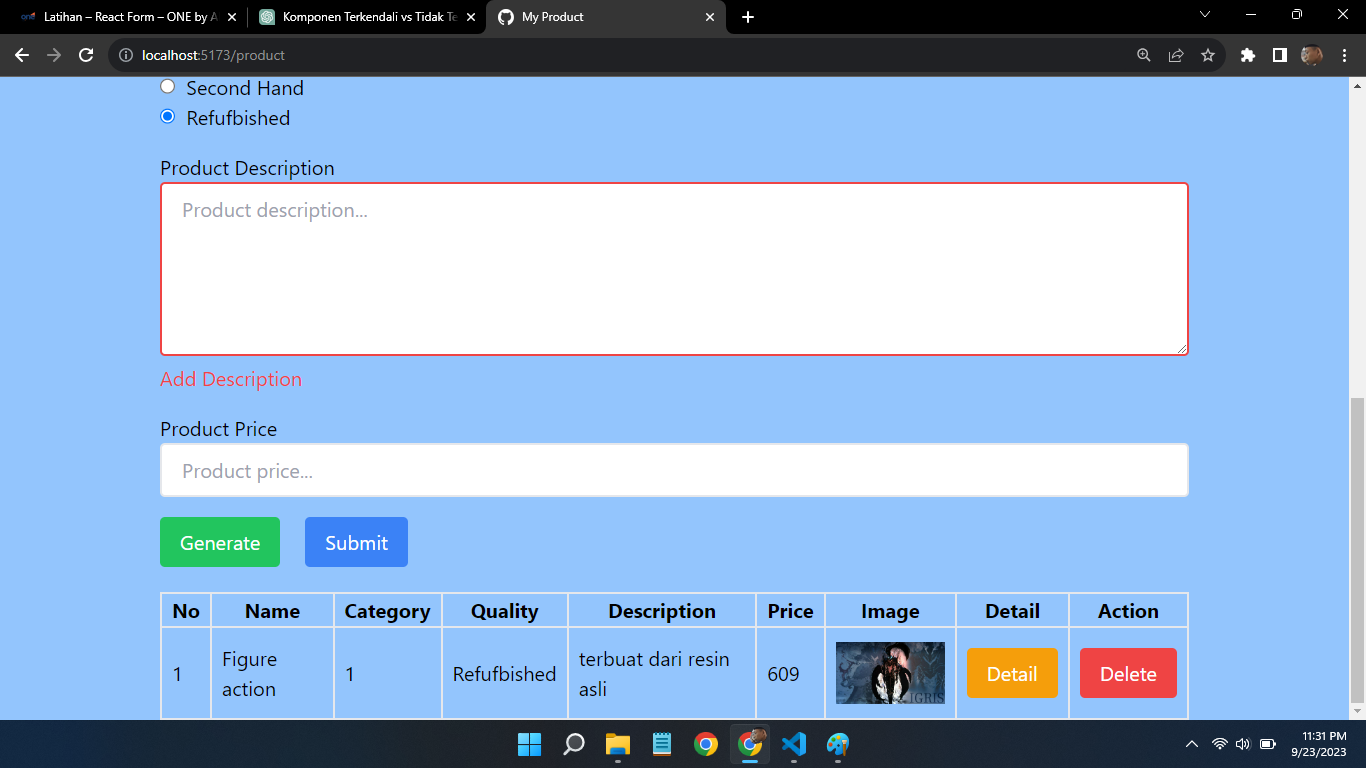 Latihan – React Form – ONE by A
Komponen Terkendali vs Tidak Te
My Product
localhost:5173/product
Second Hand
Refufbished
Product Description
Product description...
Add Description
Product Price
Product price...
Generate Submit
No Name Category Quality Description Price Image Detail Action
1 Figure action 1 Refufbished terbuat dari resin asli 609 IGRIS Detail Delete
11:31 PM
9/23/2023